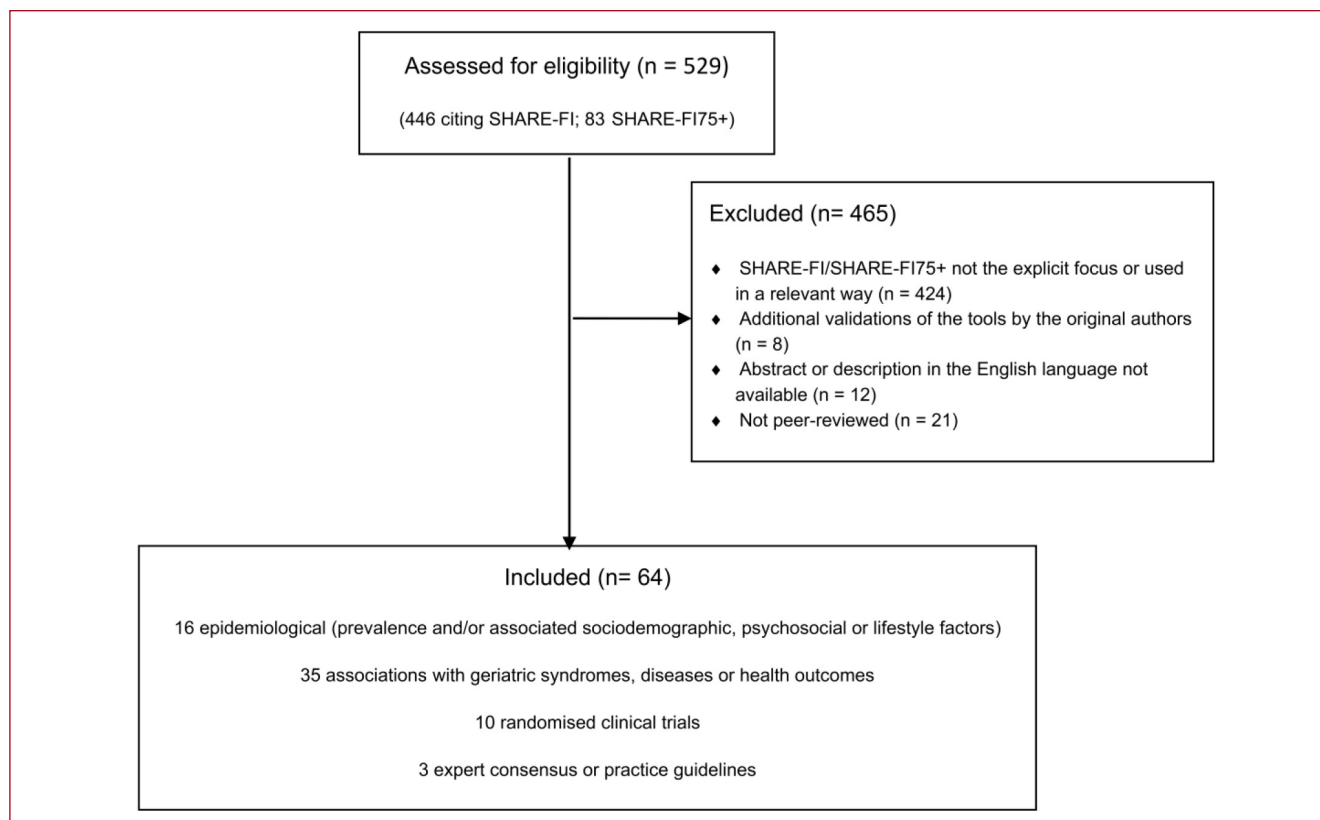 Assessed for eligibility (n = 529)
(446 citing SHARE-FI; 83 SHARE-FI75+)
Excluded (n= 465)
♦ SHARE-FI/SHARE-FI75+ not the explicit focus or used
in a relevant way (n = 424)
♦ Additional validations of the tools by the original authors
(n = 8)
♦ Abstract or description in the English language not
available (n = 12)
♦ Not peer-reviewed (n = 21)
Included (n= 64)
16 epidemiological (prevalence and/or associated sociodemographic, psychosocial or lifestyle factors)
35 associations with geriatric syndromes, diseases or health outcomes
10 randomised clinical trials
3 expert consensus or practice guidelines